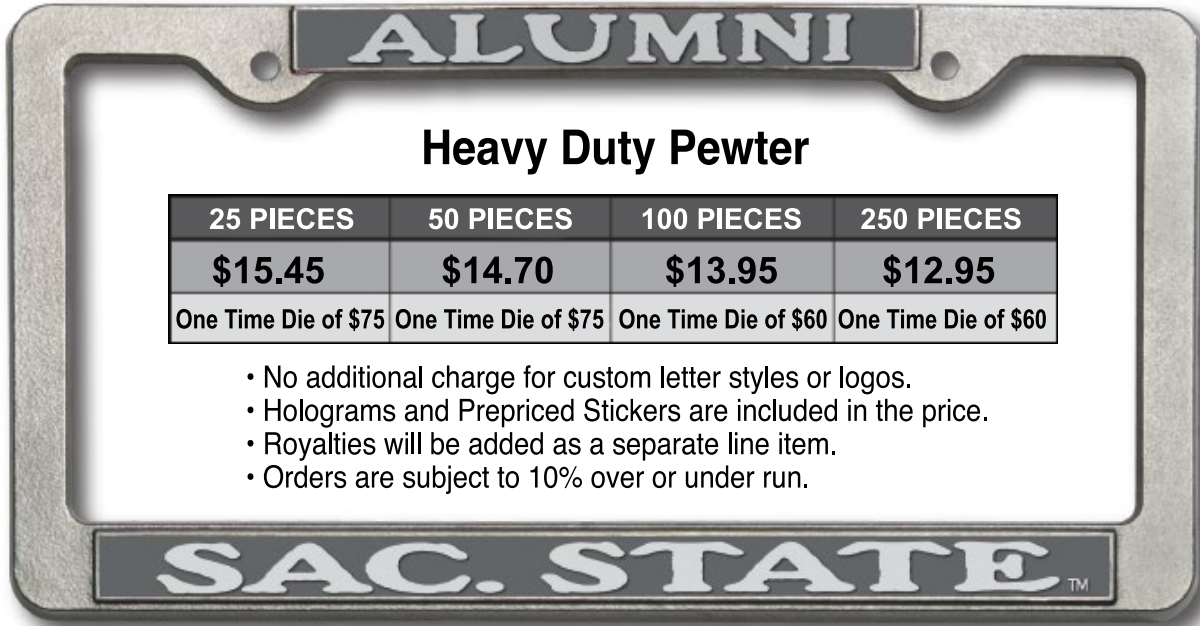 ALUMNI
Heavy Duty Pewter
25 PIECES 50 PIECES 100 PIECES 250 PIECES
$15.45 $14.70 $13.95 $12.95
One Time Die of $75 One Time Die of $75 One Time Die of $60 One Time Die of $60
• No additional charge for custom letter styles or logos.
• Holograms and Prepriced Stickers are included in the price.
• Royalties will be added as a separate line item.
• Orders are subject to 10% over or under run.
SAC. STATE TM